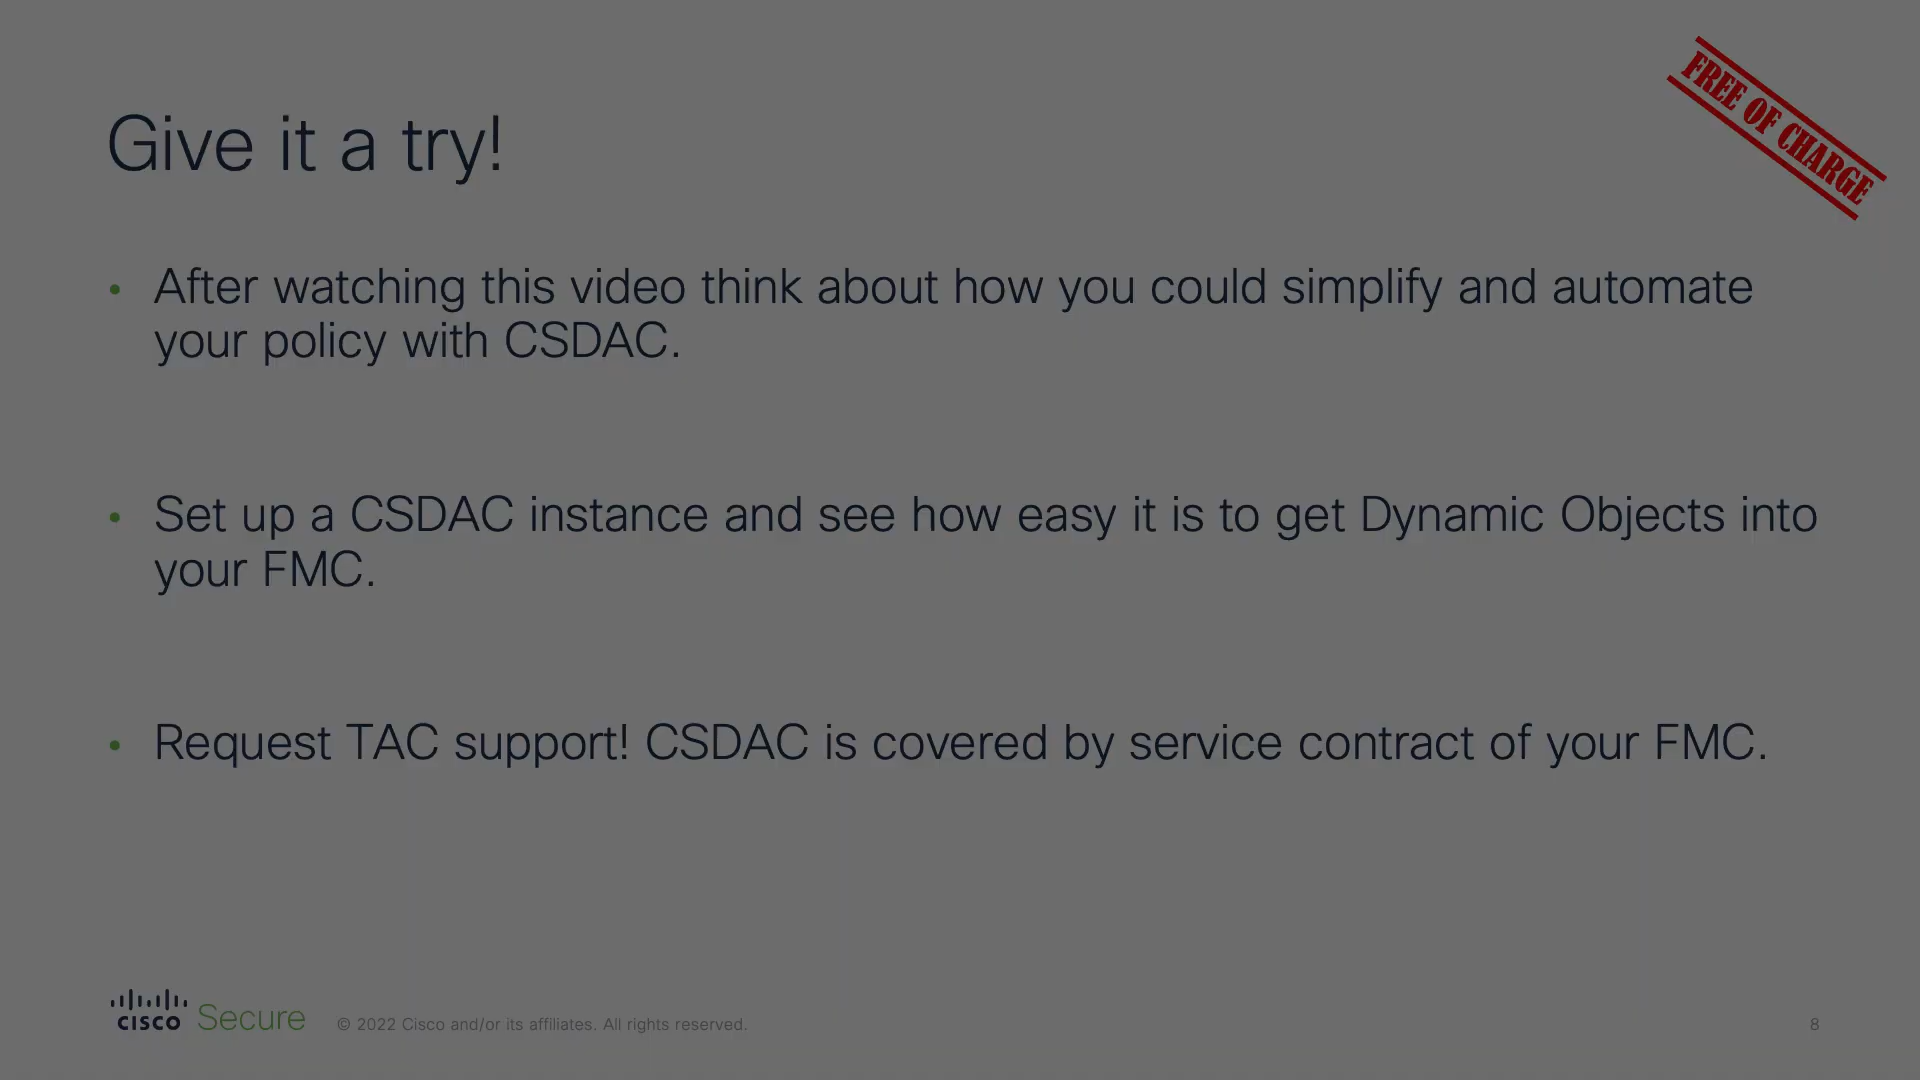 FREE OF CHARGE
Give it a try!
• After watching this video think about how you could simplify and automate
your policy with CSDAC.
• Set up a CSDAC instance and see how easy it is to get Dynamic Objects into
your FMC.
• Request TAC support! CSDAC is covered by service contract of your FMC.
CISCO Secure © 2022 Cisco and/or its affiliates. All rights reserved. 8